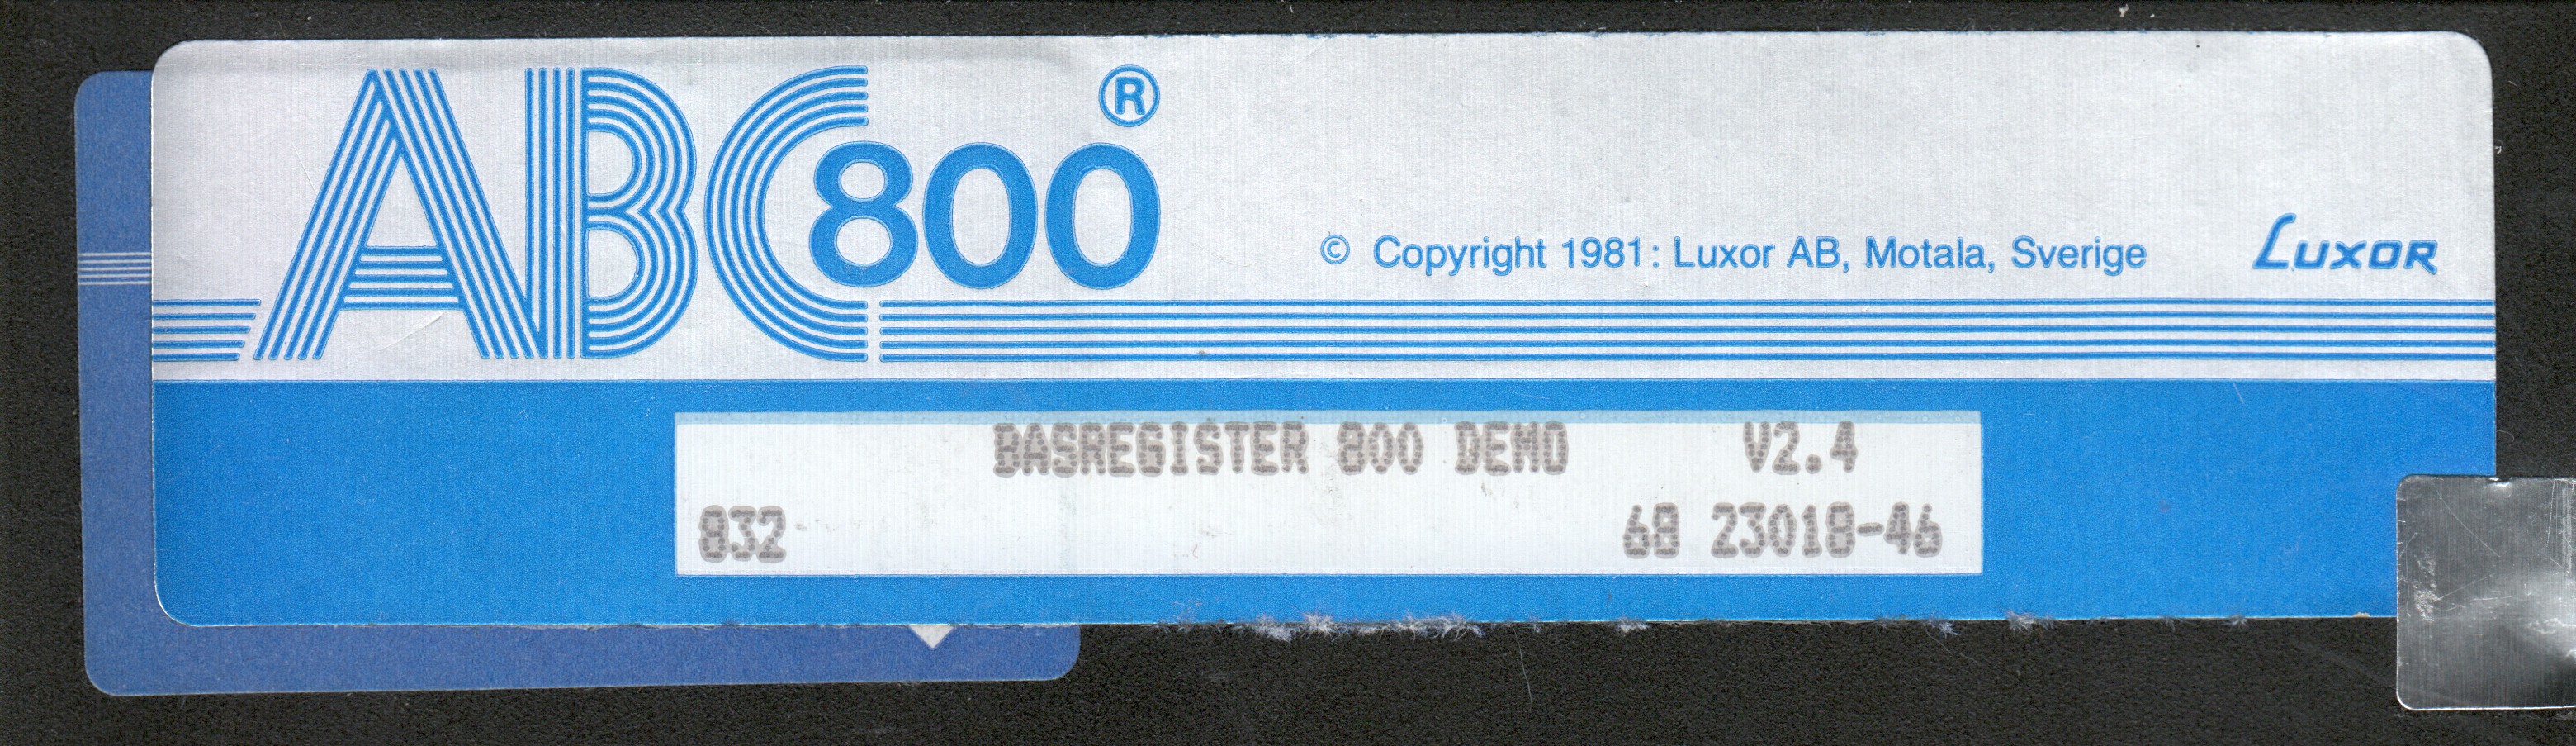 ABC800®
© Copyright 1981: Luxor AB, Motala, Sverige
LUXOR
BASREGISTER 800 DEMO V2.4
832 68 23018-46